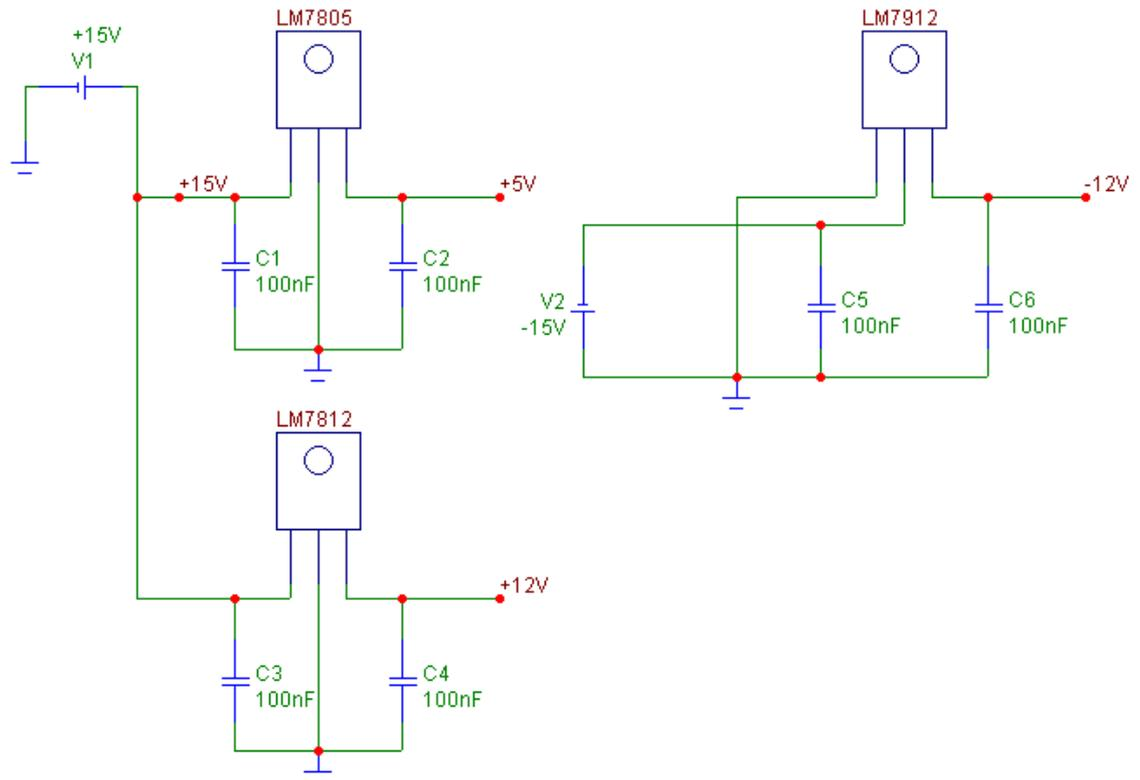 LM7805
LM7912
+15V
V1
+15V
+5V
-12V
C1
100nF
C2
100nF
V2
-15V
C5
100nF
C6
100nF
LM7812
+12V
C3
100nF
C4
100nF